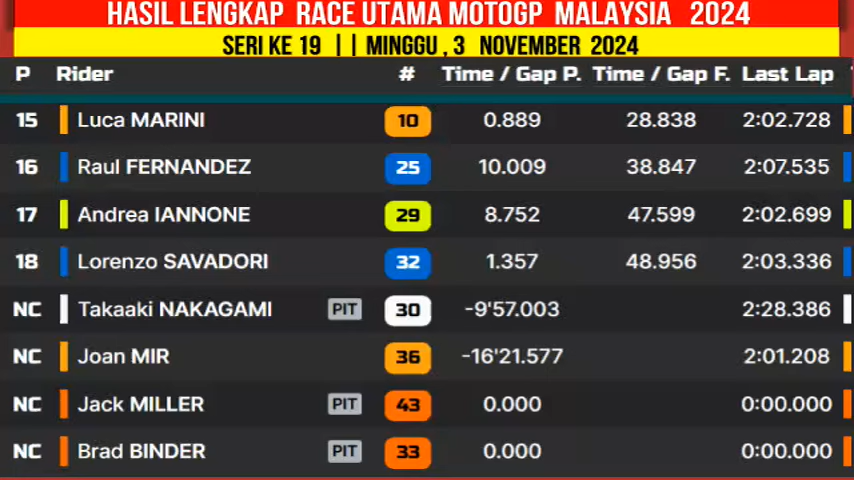 HASIL LENGKAP RACE UTAMA MOTOGP MALAYSIA 2024
SERI KE 19 || MINGGU, 3 NOVEMBER 2024
P Rider # Time / Gap P. Time / Gap F. Last Lap
15 Luca MARINI 10 0.889 28.838 2:02.728
16 Raul FERNANDEZ 25 10.009 38.847 2:07.535
17 Andrea IANNONE 29 8.752 47.599 2:02.699
18 Lorenzo SAVADORI 32 1.357 48.956 2:03.336
NC Takaaki NAKAGAMI PIT 30 -9'57.003 2:28.386
NC Joan MIR 36 -16'21.577 2:01.208
NC Jack MILLER PIT 43 0.000 0:00.000
NC Brad BINDER PIT 33 0.000 0:00.000